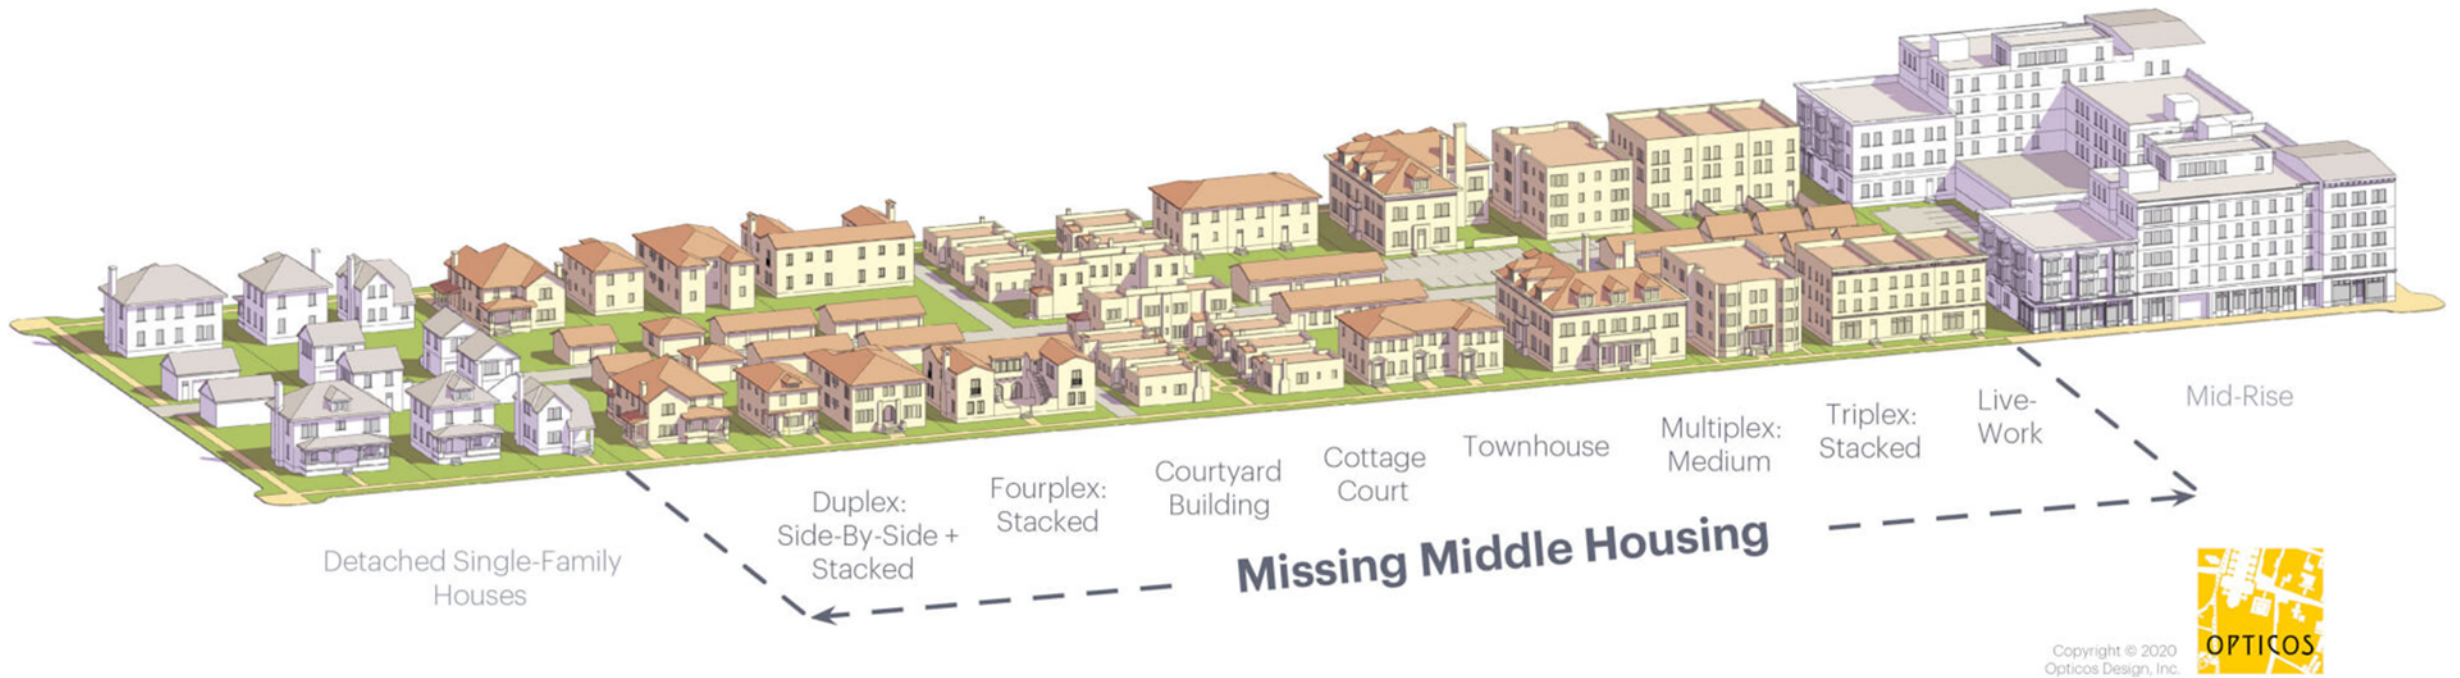 Detached Single-Family
Houses
Duplex:
Side-By-Side +
Stacked
Fourplex:
Stacked
Courtyard
Building
Cottage
Court
Townhouse
Multiplex:
Medium
Triplex:
Stacked
Live-
Work
Mid-Rise
Missing Middle Housing
Copyright © 2020
Opticos Design, Inc.
OPTICOS